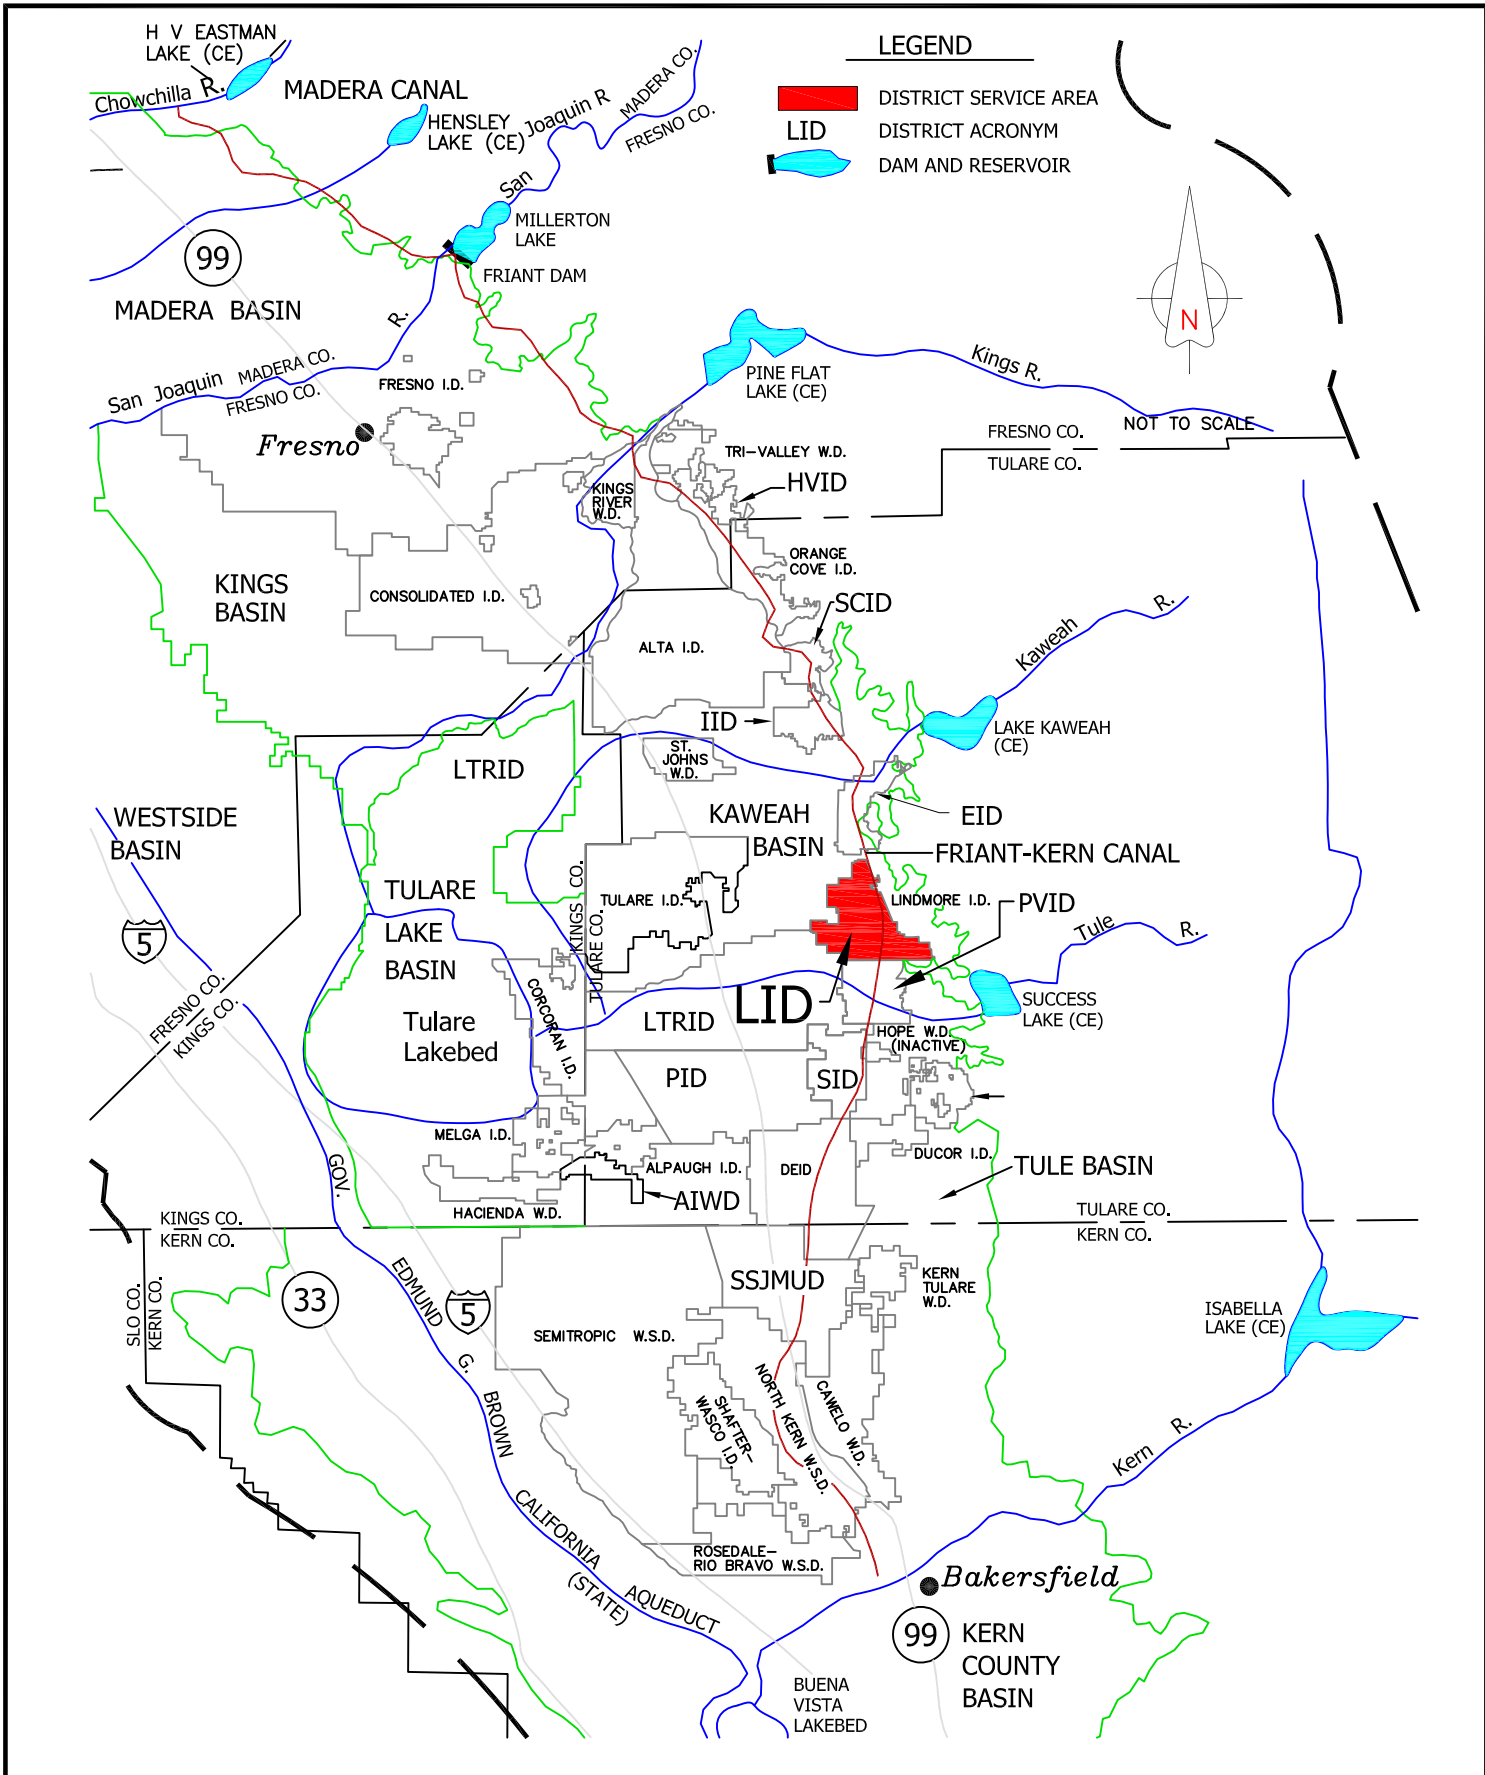 H V EASTMAN
LAKE (CE)
Chowchilla R.
MADERA CANAL
HENSLEY
LAKE (CE)
San Joaquin R
MADERA CO.
FRESNO CO.
LEGEND
DISTRICT SERVICE AREA
LID
DISTRICT ACRONYM
DAM AND RESERVOIR
MILLERTON
LAKE
FRIANT DAM
99
MADERA BASIN
N
NOT TO SCALE
San Joaquin R.
MADERA CO.
FRESNO CO.
FRESNO I.D.
Fresno
PINE FLAT
LAKE (CE)
Kings R.
FRESNO CO.
TULARE CO.
TRI-VALLEY W.D.
HVID
KINGS
RIVER
W.D.
ORANGE
COVE I.D.
SCID
KINGS
BASIN
CONSOLIDATED I.D.
ALTA I.D.
Kaweah R.
IID
LAKE KAWEAH
(CE)
ST.
JOHNS
W.D.
LTRID
WESTSIDE
BASIN
KAWEAH
BASIN
EID
FRIANT-KERN CANAL
TULARE
LAKE
BASIN
KINGS CO.
TULARE CO.
TULARE I.D.
LINDMORE I.D.
PVID
Tule R.
5
FRESNO CO.
KINGS CO.
CORCORAN I.D.
Tulare
Lakebed
LTRID
LID
SUCCESS
LAKE (CE)
HOPE W.D.
(INACTIVE)
PID
SID
MELGA I.D.
ALPAUGH I.D.
DEID
DUCOR I.D.
TULE BASIN
AIWD
HACIENDA W.D.
KINGS CO.
KERN CO.
TULARE CO.
KERN CO.
SLO CO.
KERN CO.
33
GOV.
EDMUND
G.
BROWN
CALIFORNIA
(STATE)
AQUEDUCT
5
SSJMUD
KERN
TULARE
W.D.
ISABELLA
LAKE (CE)
SEMITROPIC W.S.D.
SHAFTER-
WASCO I.D.
NORTH KERN W.S.D.
CAWELO W.D.
Kern R.
ROSEDALE-
RIO BRAVO W.S.D.
Bakersfield
99
KERN
COUNTY
BASIN
BUENA
VISTA
LAKEBED